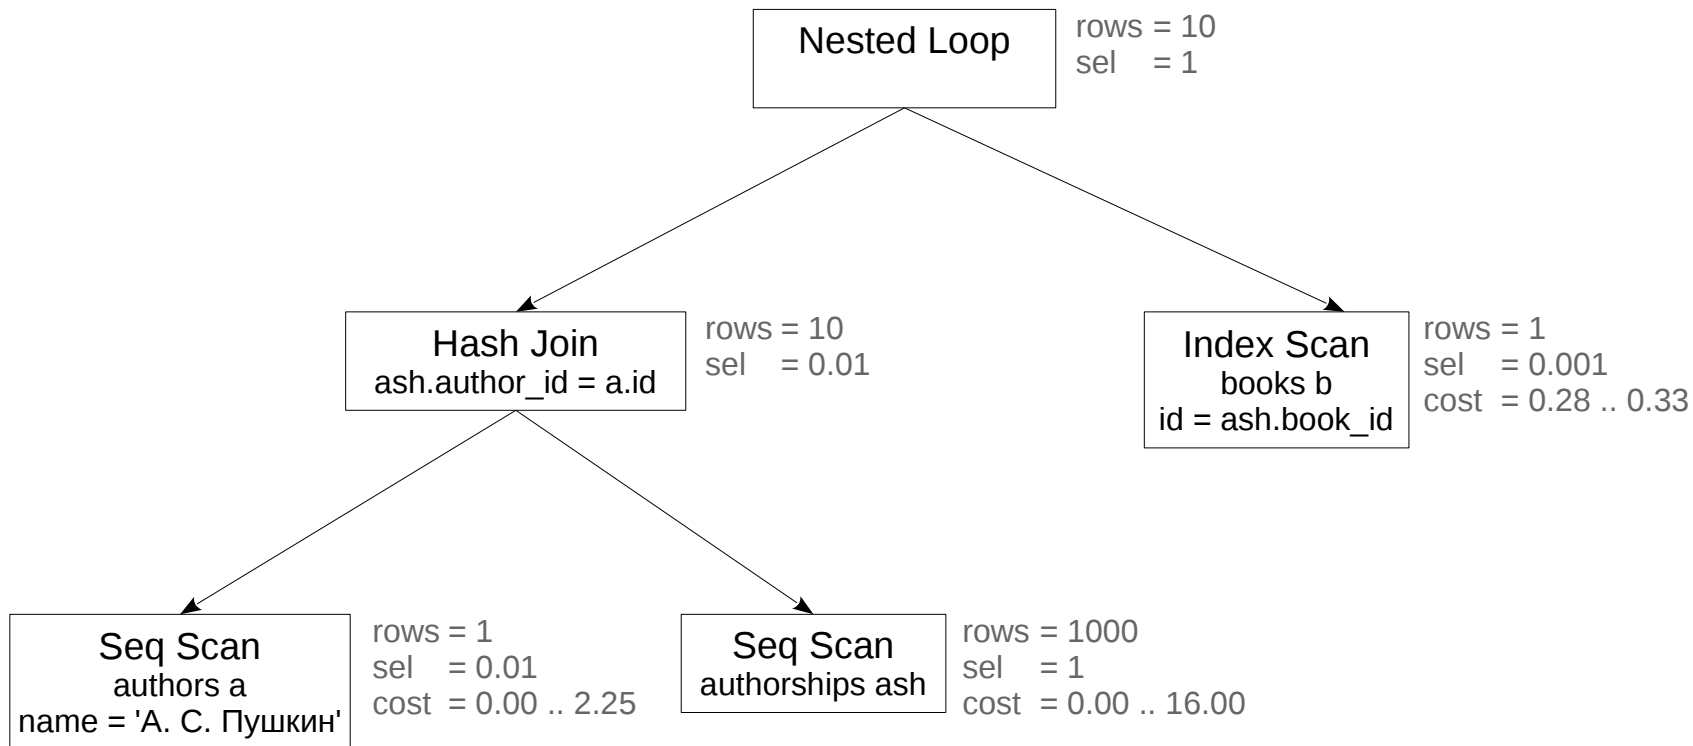 Nested Loop
rows = 10
sel = 1
Hash Join
ash.author_id = a.id
rows = 10
sel = 0.01
Index Scan
books b
id = ash.book_id
rows = 1
sel = 0.001
cost = 0.28 .. 0.33
Seq Scan
authors a
name = 'А. С. Пушкин'
rows = 1
sel = 0.01
cost = 0.00 .. 2.25
Seq Scan
authorships ash
rows = 1000
sel = 1
cost = 0.00 .. 16.00